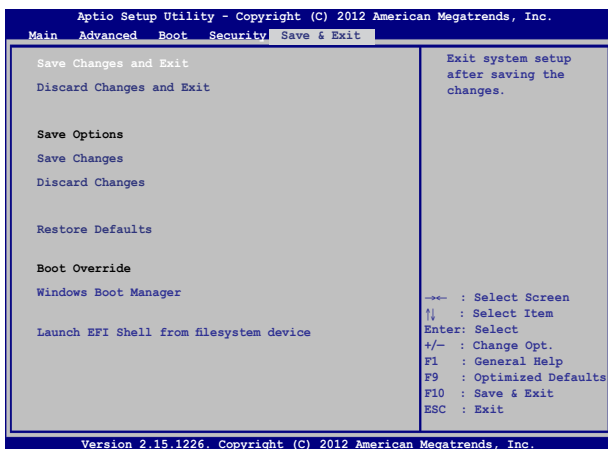 Aptio Setup Utility - Copyright (C) 2012 American Megatrends, Inc.
Main Advanced Boot Security Save & Exit
Save Changes and Exit
Discard Changes and Exit
Save Options
Save Changes
Discard Changes
Restore Defaults
Boot Override
Windows Boot Manager
Launch EFI Shell from filesystem device
Exit system setup
after saving the
changes.
→← : Select Screen
↑↓ : Select Item
Enter: Select
+/— : Change Opt.
F1 : General Help
F9 : Optimized Defaults
F10 : Save & Exit
ESC : Exit
Version 2.15.1226. Copyright (C) 2012 American Megatrends, Inc.